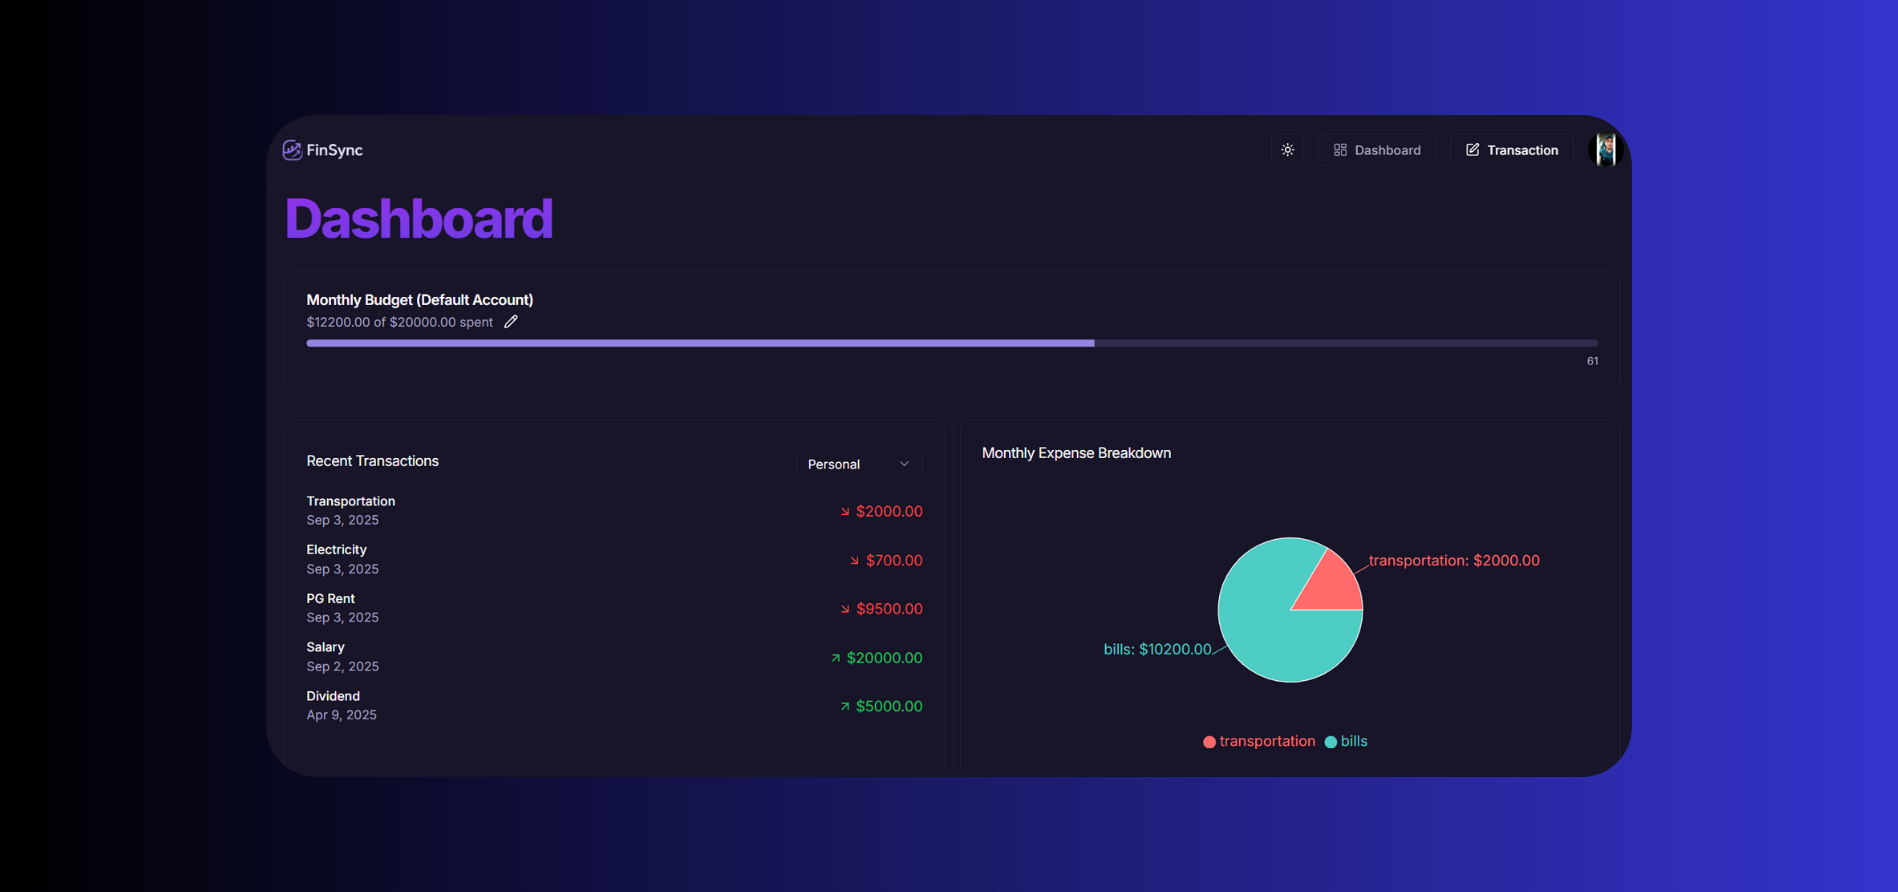 FinSync
Dashboard
Transaction
Dashboard
Monthly Budget (Default Account)
$12200.00 of $20000.00 spent
61
Recent Transactions
Personal
Transportation
Sep 3, 2025
$2000.00
Electricity
Sep 3, 2025
$700.00
PG Rent
Sep 3, 2025
$9500.00
Salary
Sep 2, 2025
$20000.00
Dividend
Apr 9, 2025
$5000.00
Monthly Expense Breakdown
transportation: $2000.00
bills: $10200.00
transportation
bills